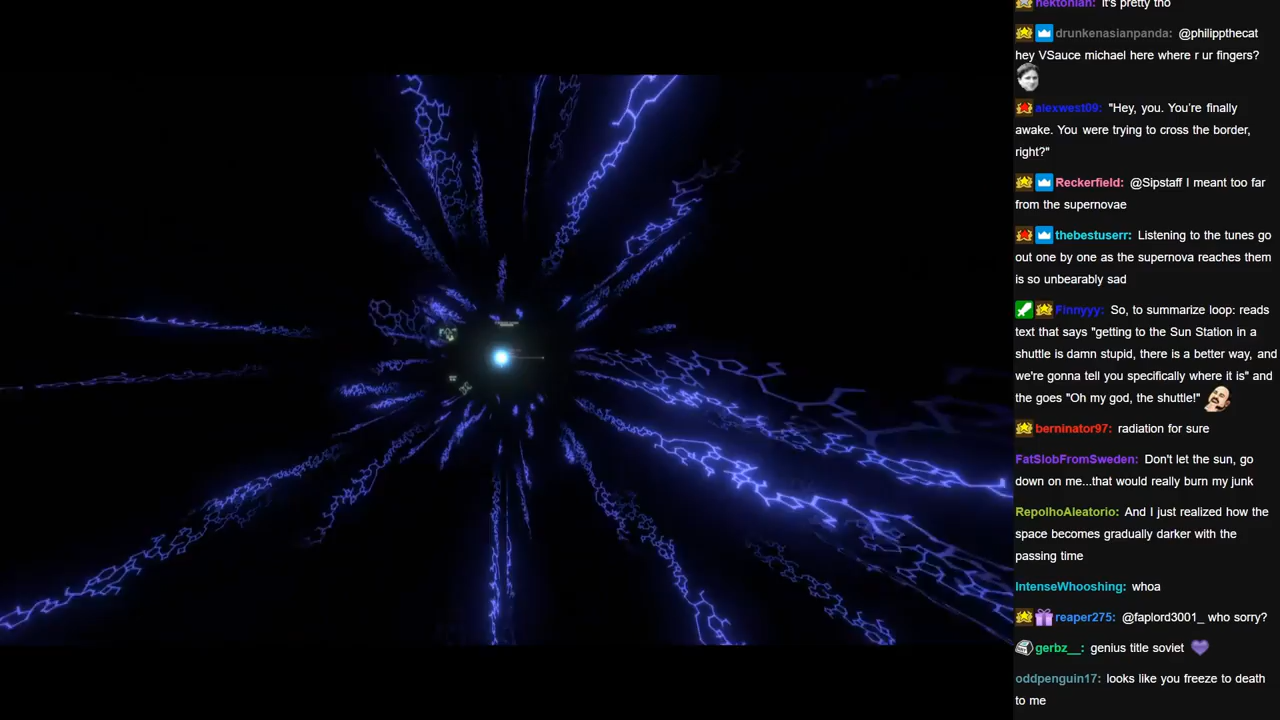 nektonian: it's pretty tho
drunkenasianpanda: @philippthecat
hey VSauce michael here where r ur fingers?
alexwest09: "Hey, you. You're finally
awake. You were trying to cross the border,
right?"
Reckerfield: @Sipstaff I meant too far
from the supernovae
thebestuserr: Listening to the tunes go
out one by one as the supernova reaches them
is so unbearably sad
Finnyyy: So, to summarize loop: reads
text that says "getting to the Sun Station in a
shuttle is damn stupid, there is a better way, and
we're gonna tell you specifically where it is" and
the goes "Oh my god, the shuttle!"
berninator97: radiation for sure
FatSlobFromSweden: Don't let the sun, go
down on me...that would really burn my junk
RepolhoAleatorio: And I just realized how the
space becomes gradually darker with the
passing time
IntenseWhooshing: whoa
reaper275: @faplord3001_ who sorry?
gerbz__: genius title soviet
oddpenguin17: looks like you freeze to death
to me